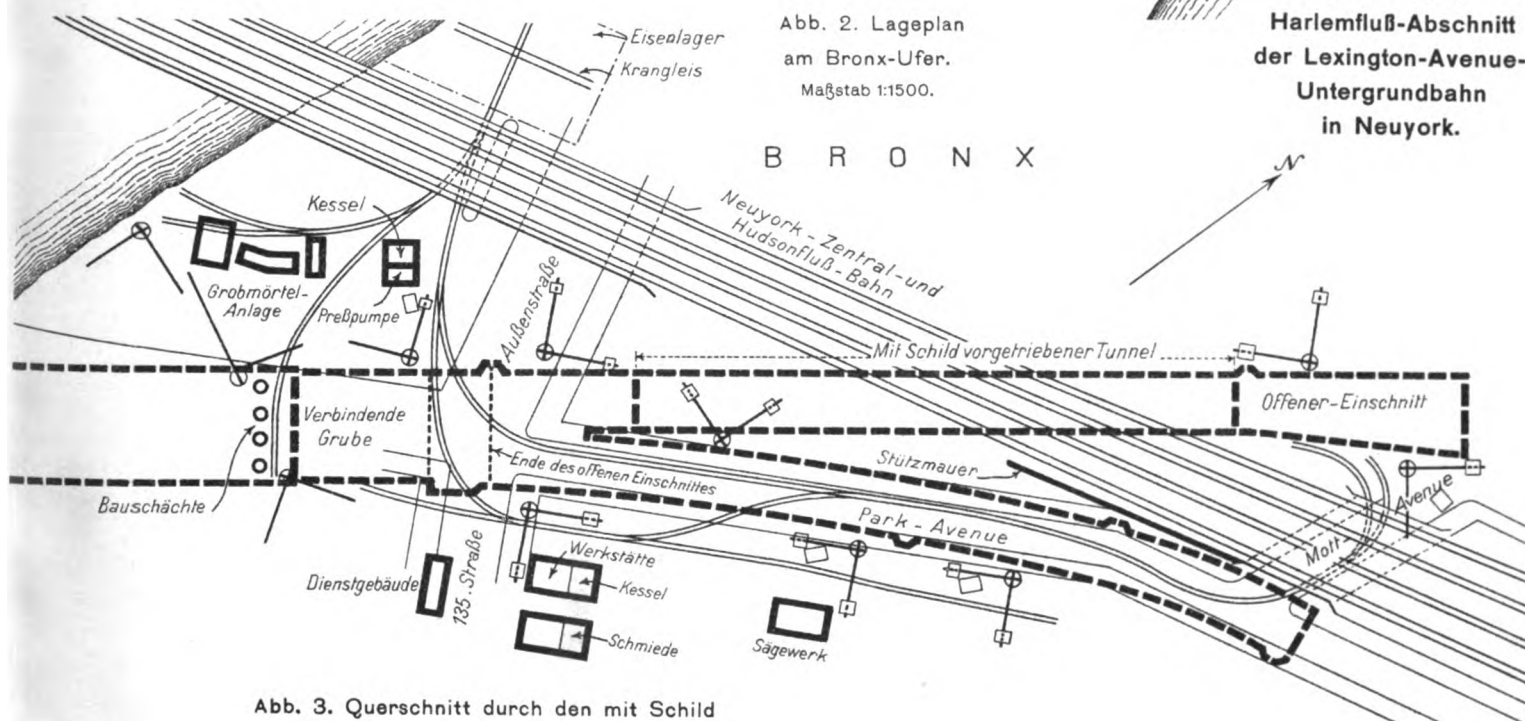 Abb. 2. Lageplan
am Bronx-Ufer.
Maßstab 1:1500.
Harlemfluß-Abschnitt
der Lexington-Avenue-
Untergrundbahn
in Neuyork.
Eisenlager
Krangleis
BRONX
N
Kessel
Neuyork-Zentral-und
Hudsonfluß-Bahn
Grobmörtel-
Anlage
Preßpumpe
Außenstraße
Mit Schild vorgetriebener Tunnel
Offener-Einschnitt
Verbindende
Grube
Ende des offenen Einschnittes
Stützmauer
Bauschächte
Park-Avenue
Mott
Avenue
Dienstgebäude
135. Straße
Werkstätte
Kessel
Schmiede
Sägewerk
Abb. 3. Querschnitt durch den mit Schild